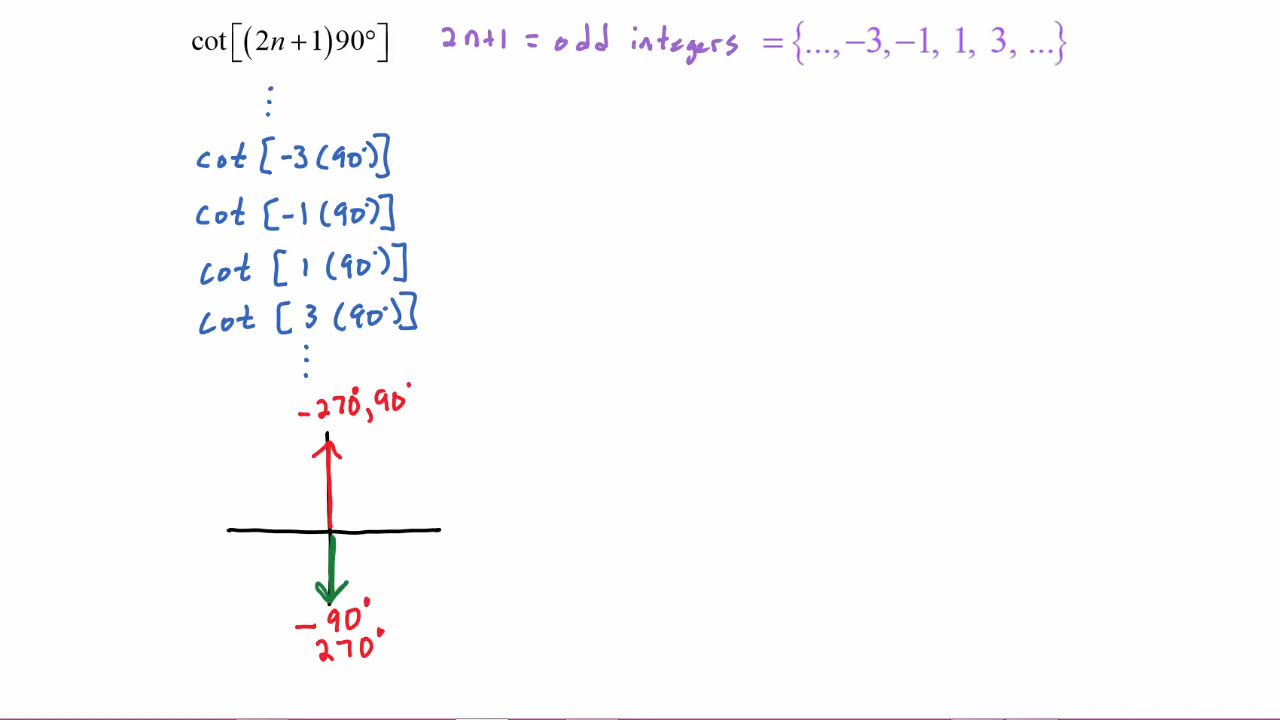 cot[(2n+1)90°] 2n+1 = odd integers = {..., −3, −1, 1, 3, ...}
⋮
cot [-3(90°)]
cot [-1(90°)]
cot [1(90°)]
cot [3(90°)]
⋮
-270°, 90°
-90°
270°